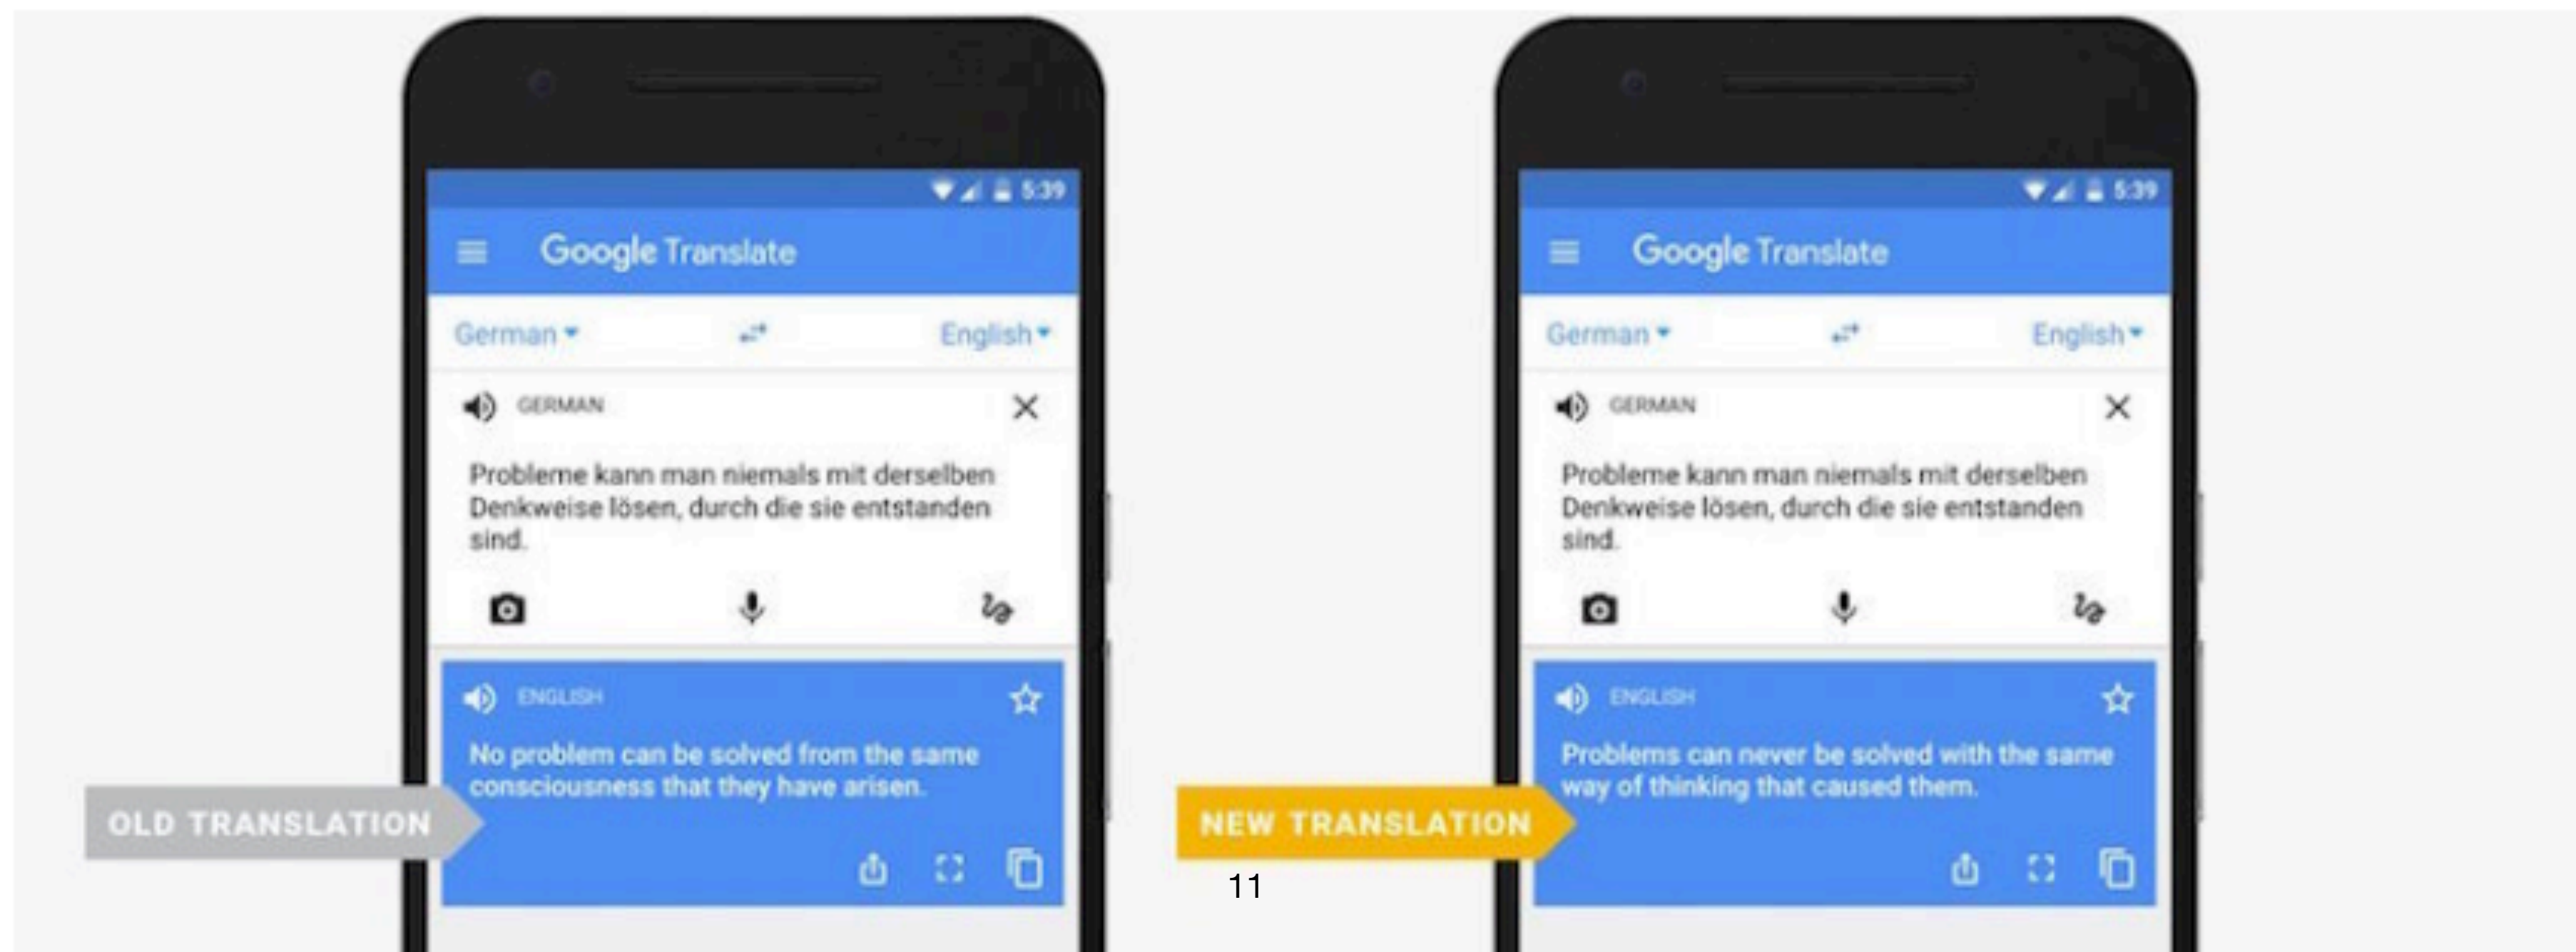 5:39
Google Translate
German English
GERMAN
Probleme kann man niemals mit derselben
Denkweise lösen, durch die sie entstanden
sind.
ENGLISH
No problem can be solved from the same
consciousness that they have arisen.
OLD TRANSLATION
5:39
Google Translate
German English
GERMAN
Probleme kann man niemals mit derselben
Denkweise lösen, durch die sie entstanden
sind.
ENGLISH
Problems can never be solved with the same
way of thinking that caused them.
NEW TRANSLATION
11